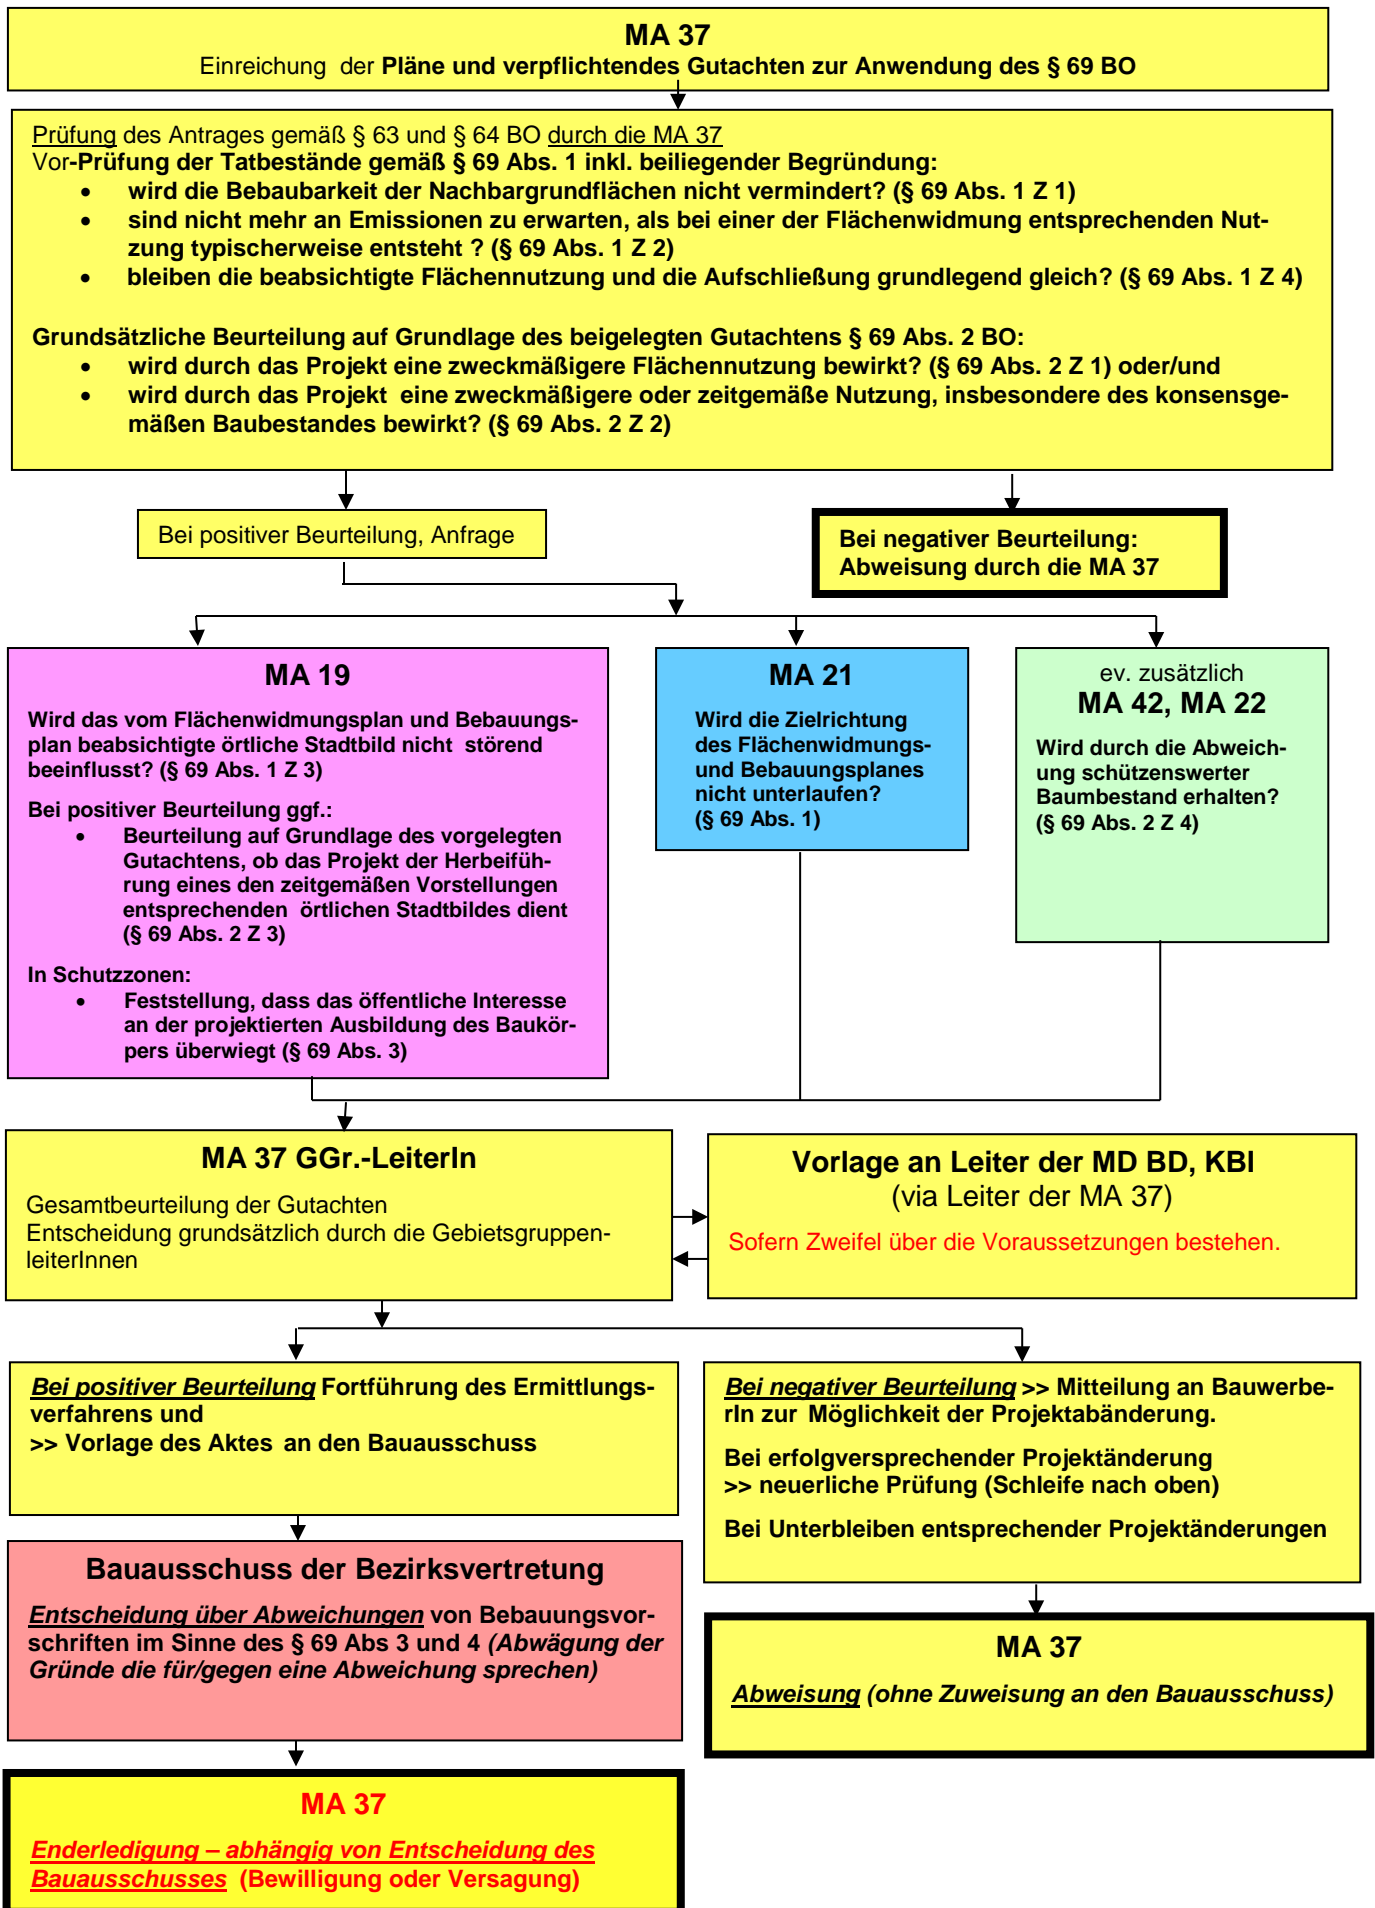 MA 37
Einreichung der Pläne und verpflichtendes Gutachten zur Anwendung des § 69 BO
Prüfung des Antrages gemäß § 63 und § 64 BO durch die MA 37
Vor-Prüfung der Tatbestände gemäß § 69 Abs. 1 inkl. beiliegender Begründung:
• wird die Bebaubarkeit der Nachbargrundflächen nicht vermindert? (§ 69 Abs. 1 Z 1)
• sind nicht mehr an Emissionen zu erwarten, als bei einer der Flächenwidmung entsprechenden Nut-
zung typischerweise entsteht ? (§ 69 Abs. 1 Z 2)
• bleiben die beabsichtigte Flächennutzung und die Aufschließung grundlegend gleich? (§ 69 Abs. 1 Z 4)
Grundsätzliche Beurteilung auf Grundlage des beigelegten Gutachtens § 69 Abs. 2 BO:
• wird durch das Projekt eine zweckmäßigere Flächennutzung bewirkt? (§ 69 Abs. 2 Z 1) oder/und
• wird durch das Projekt eine zweckmäßigere oder zeitgemäße Nutzung, insbesondere des konsensge-
mäßen Baubestandes bewirkt? (§ 69 Abs. 2 Z 2)
Bei positiver Beurteilung, Anfrage
Bei negativer Beurteilung:
Abweisung durch die MA 37
MA 19
Wird das vom Flächenwidmungsplan und Bebauungs-
plan beabsichtigte örtliche Stadtbild nicht störend
beeinflusst? (§ 69 Abs. 1 Z 3)
Bei positiver Beurteilung ggf.:
• Beurteilung auf Grundlage des vorgelegten
Gutachtens, ob das Projekt der Herbeifüh-
rung eines den zeitgemäßen Vorstellungen
entsprechenden örtlichen Stadtbildes dient
(§ 69 Abs. 2 Z 3)
In Schutzzonen:
• Feststellung, dass das öffentliche Interesse
an der projektierten Ausbildung des Baukör-
pers überwiegt (§ 69 Abs. 3)
MA 21
Wird die Zielrichtung
des Flächenwidmungs-
und Bebauungsplanes
nicht unterlaufen?
(§ 69 Abs. 1)
ev. zusätzlich
MA 42, MA 22
Wird durch die Abweich-
ung schützenswerter
Baumbestand erhalten?
(§ 69 Abs. 2 Z 4)
MA 37 GGr.-LeiterIn
Gesamtbeurteilung der Gutachten
Entscheidung grundsätzlich durch die Gebietsgruppen-
leiterInnen
Vorlage an Leiter der MD BD, KBI
(via Leiter der MA 37)
Sofern Zweifel über die Voraussetzungen bestehen.
Bei positiver Beurteilung Fortführung des Ermittlungs-
verfahrens und
>> Vorlage des Aktes an den Bauausschuss
Bei negativer Beurteilung >> Mitteilung an Bauwerbe-
rIn zur Möglichkeit der Projektabänderung.
Bei erfolgversprechender Projektänderung
>> neuerliche Prüfung (Schleife nach oben)
Bei Unterbleiben entsprechender Projektänderungen
Bauausschuss der Bezirksvertretung
Entscheidung über Abweichungen von Bebauungsvor-
schriften im Sinne des § 69 Abs 3 und 4 (Abwägung der
Gründe die für/gegen eine Abweichung sprechen)
MA 37
Abweisung (ohne Zuweisung an den Bauausschuss)
MA 37
Enderledigung – abhängig von Entscheidung des
Bauausschusses (Bewilligung oder Versagung)